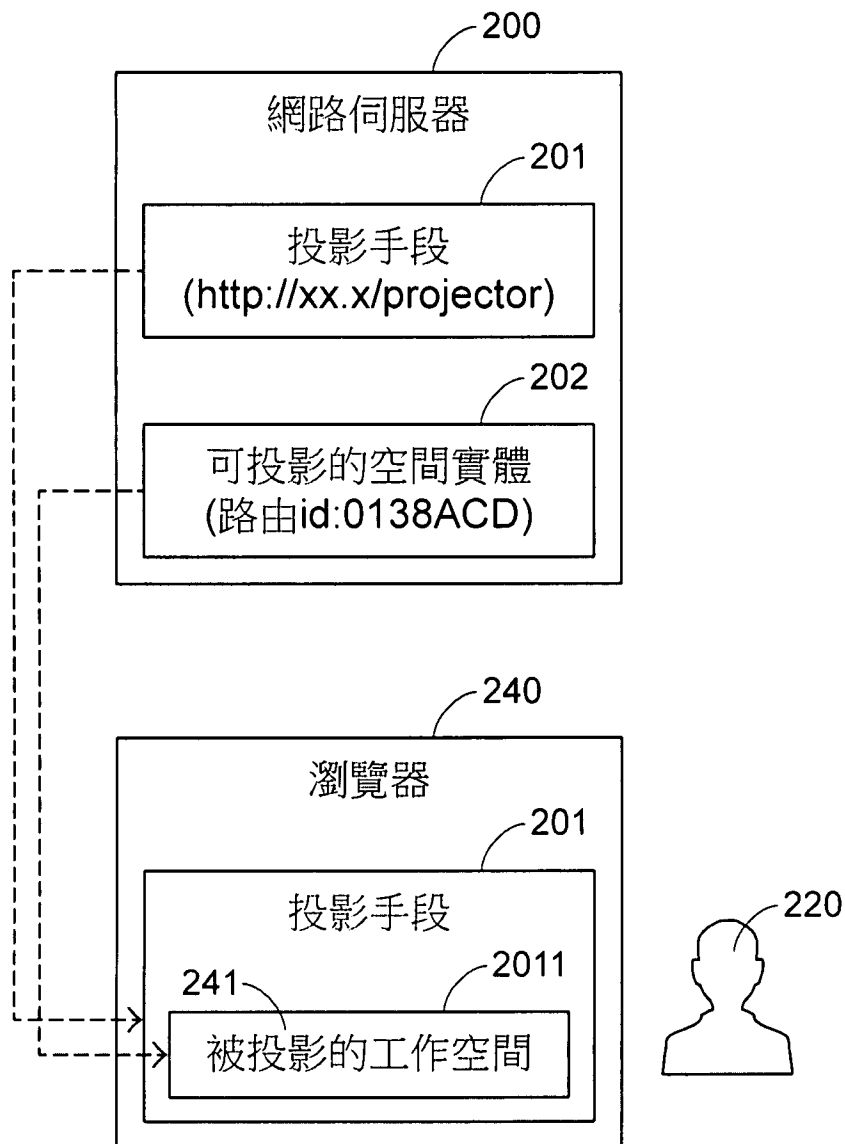 200
網路伺服器
201
投影手段
(http://xx.x/projector)
202
可投影的空間實體
(路由id:0138ACD)
240
瀏覽器
201
投影手段
220
241
2011
被投影的工作空間